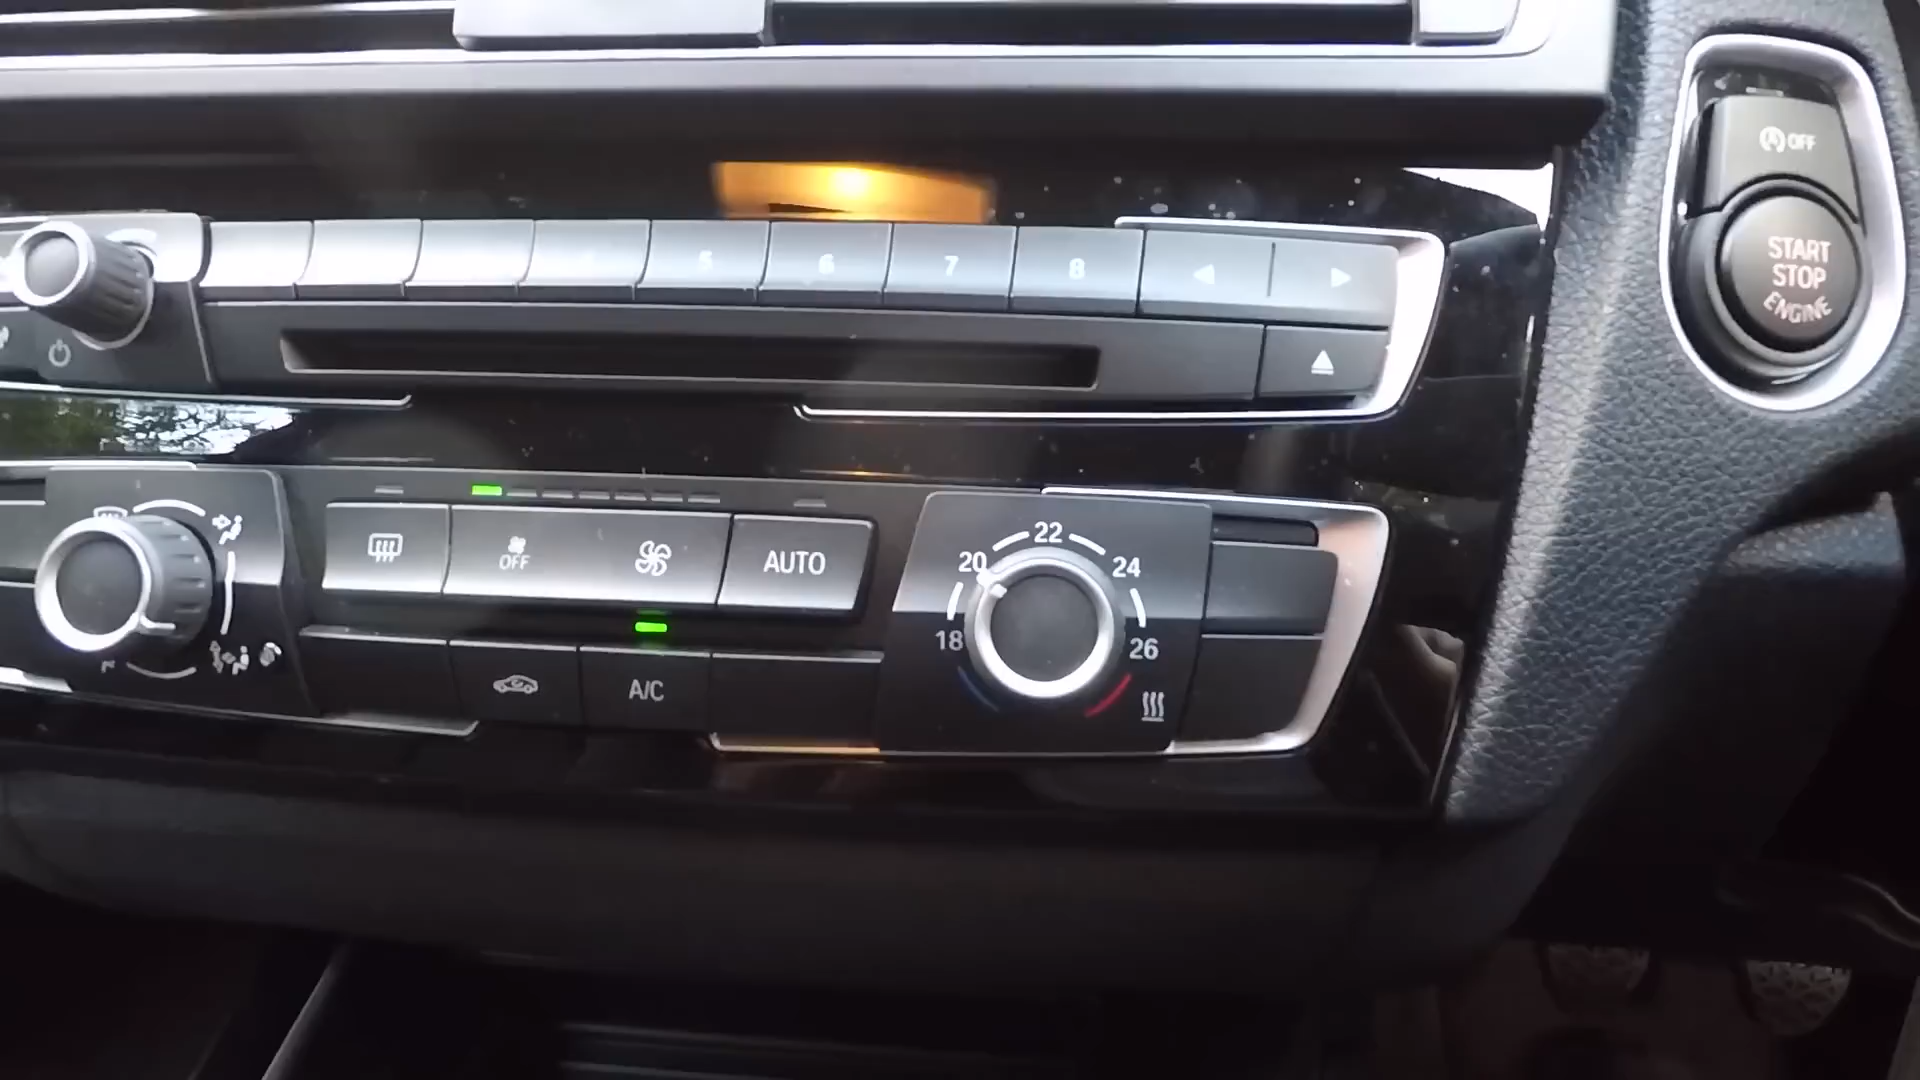 OFF
START
STOP
ENGINE
5 6 7 8
OFF
AUTO
A/C
18 20 22 24 26